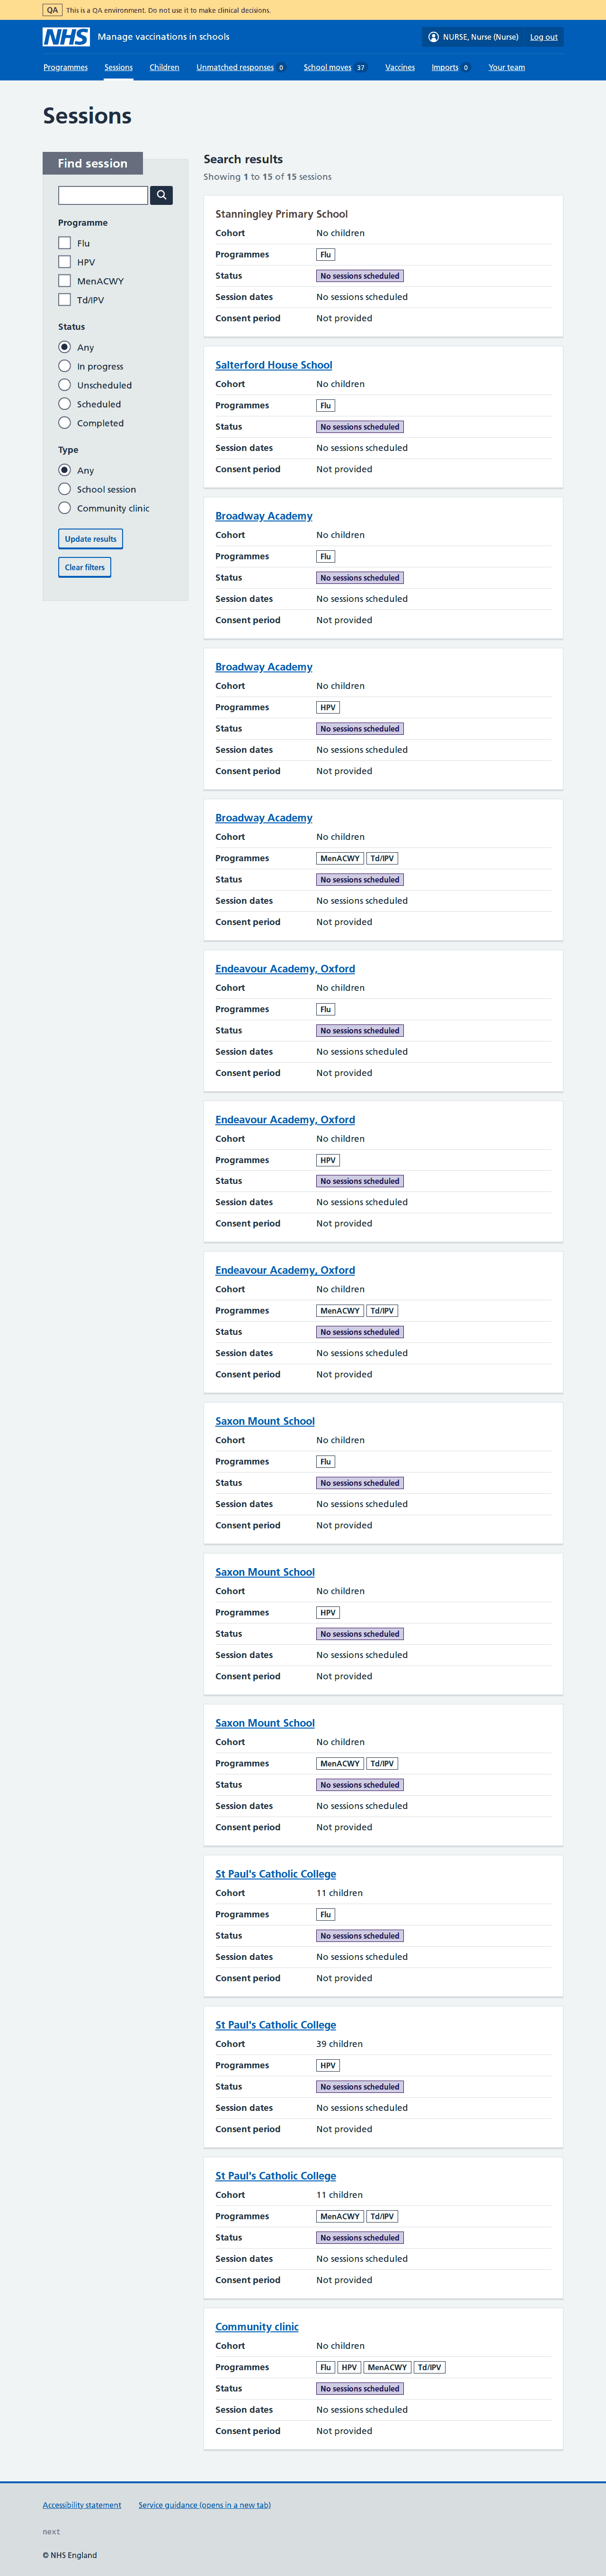 QA This is a QA environment. Do not use it to make clinical decisions.
NHS Manage vaccinations in schools NURSE, Nurse (Nurse) Log out
Programmes Sessions Children Unmatched responses 0 School moves 37 Vaccines Imports 0 Your team
Sessions
Find session
Programme
Flu
HPV
MenACWY
Td/IPV
Status
Any
In progress
Unscheduled
Scheduled
Completed
Type
Any
School session
Community clinic
Update results
Clear filters
Search results
Showing 1 to 15 of 15 sessions
Stanningley Primary School
Cohort No children
Programmes Flu
Status No sessions scheduled
Session dates No sessions scheduled
Consent period Not provided
Salterford House School
Cohort No children
Programmes Flu
Status No sessions scheduled
Session dates No sessions scheduled
Consent period Not provided
Broadway Academy
Cohort No children
Programmes Flu
Status No sessions scheduled
Session dates No sessions scheduled
Consent period Not provided
Broadway Academy
Cohort No children
Programmes HPV
Status No sessions scheduled
Session dates No sessions scheduled
Consent period Not provided
Broadway Academy
Cohort No children
Programmes MenACWY Td/IPV
Status No sessions scheduled
Session dates No sessions scheduled
Consent period Not provided
Endeavour Academy, Oxford
Cohort No children
Programmes Flu
Status No sessions scheduled
Session dates No sessions scheduled
Consent period Not provided
Endeavour Academy, Oxford
Cohort No children
Programmes HPV
Status No sessions scheduled
Session dates No sessions scheduled
Consent period Not provided
Endeavour Academy, Oxford
Cohort No children
Programmes MenACWY Td/IPV
Status No sessions scheduled
Session dates No sessions scheduled
Consent period Not provided
Saxon Mount School
Cohort No children
Programmes Flu
Status No sessions scheduled
Session dates No sessions scheduled
Consent period Not provided
Saxon Mount School
Cohort No children
Programmes HPV
Status No sessions scheduled
Session dates No sessions scheduled
Consent period Not provided
Saxon Mount School
Cohort No children
Programmes MenACWY Td/IPV
Status No sessions scheduled
Session dates No sessions scheduled
Consent period Not provided
St Paul's Catholic College
Cohort 11 children
Programmes Flu
Status No sessions scheduled
Session dates No sessions scheduled
Consent period Not provided
St Paul's Catholic College
Cohort 39 children
Programmes HPV
Status No sessions scheduled
Session dates No sessions scheduled
Consent period Not provided
St Paul's Catholic College
Cohort 11 children
Programmes MenACWY Td/IPV
Status No sessions scheduled
Session dates No sessions scheduled
Consent period Not provided
Community clinic
Cohort No children
Programmes Flu HPV MenACWY Td/IPV
Status No sessions scheduled
Session dates No sessions scheduled
Consent period Not provided
Accessibility statement Service guidance (opens in a new tab)
next
© NHS England